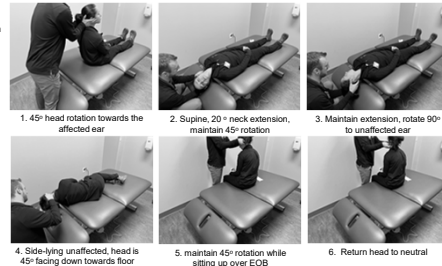 1. 45º head rotation towards the
affected ear
2. Supine, 20 º neck extension,
maintain 45º rotation
3. Maintain extension, rotate 90º
to unaffected ear
4. Side-lying unaffected, head is
45º facing down towards floor
5. maintain 45º rotation while
sitting up over EOB
6. Return head to neutral